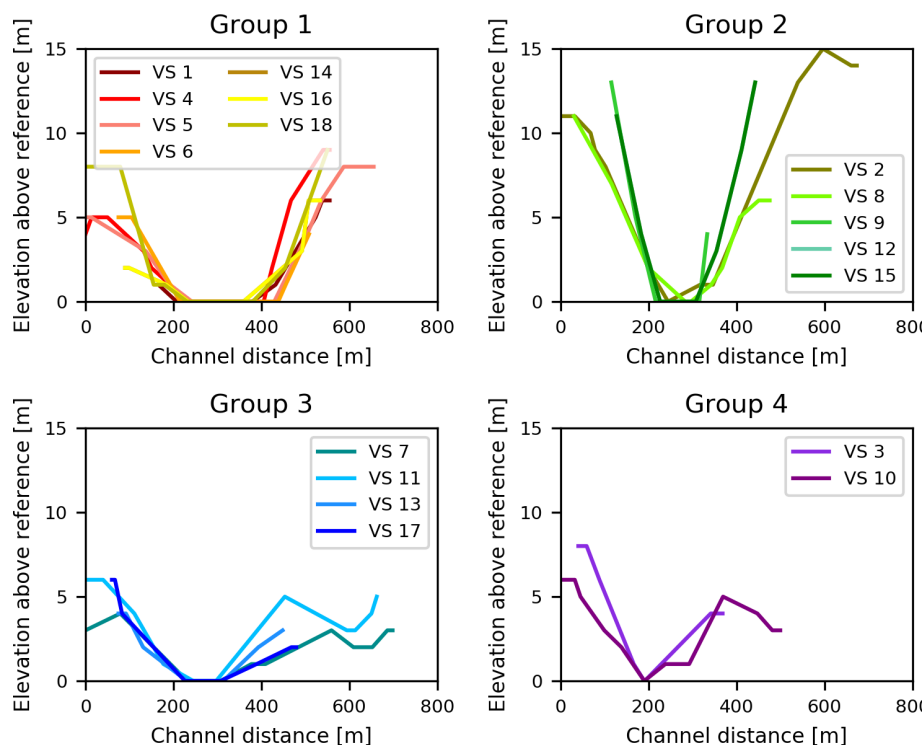 Group 1
Elevation above reference [m]
15
10
5
0
VS 1
VS 4
VS 5
VS 6
VS 14
VS 16
VS 18
0 200 400 600 800
Channel distance [m]
Group 2
Elevation above reference [m]
15
10
5
0
VS 2
VS 8
VS 9
VS 12
VS 15
0 200 400 600 800
Channel distance [m]
Group 3
Elevation above reference [m]
15
10
5
0
VS 7
VS 11
VS 13
VS 17
0 200 400 600 800
Channel distance [m]
Group 4
Elevation above reference [m]
15
10
5
0
VS 3
VS 10
0 200 400 600 800
Channel distance [m]